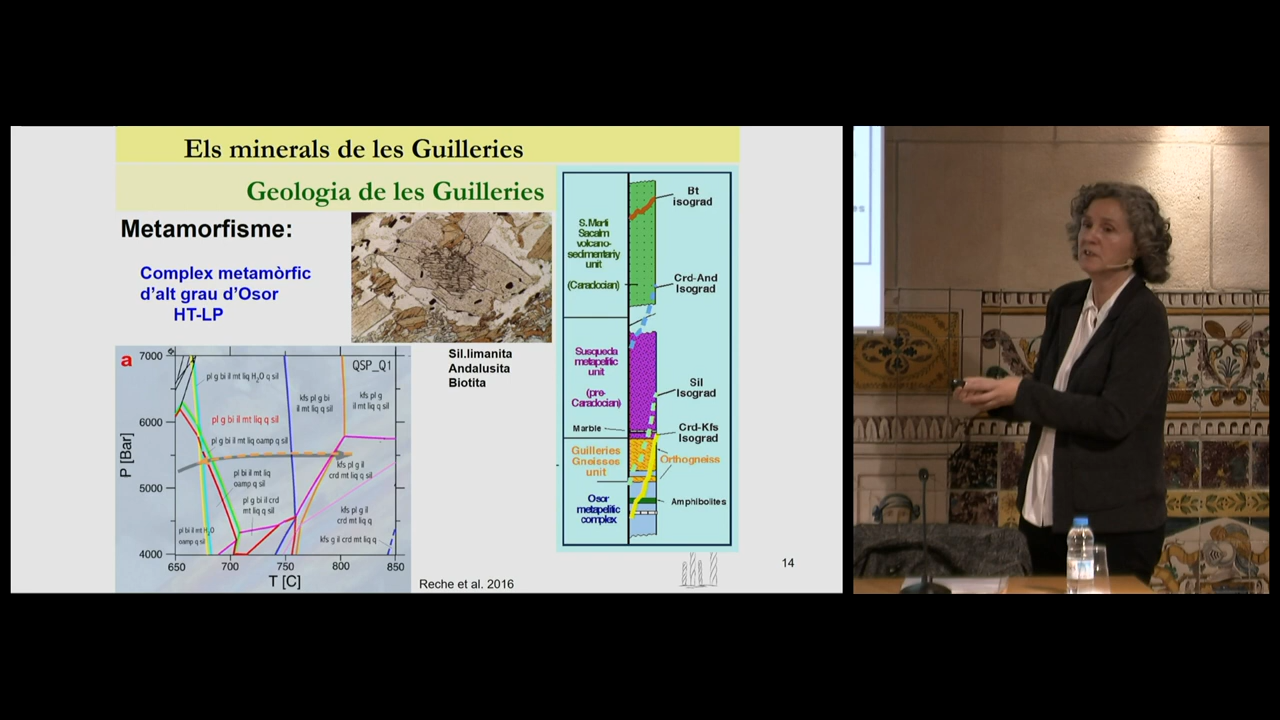 Els minerals de les Guilleries
Geologia de les Guilleries
Metamorfisme:
Complex metamòrfic
d'alt grau d'Osor
HT-LP
Sil.limanita
Andalusita
Biotita
a
QSP_Q1
7000
6000
5000
4000
P [Bar]
650
700
750
800
850
T [C]
pl g bi il mt liq H2O q sil
pl g bi il mt liq q sil
pl g bi il mt liq oamp q sil
pl bi il mt liq
oamp q sil
pl g bi il crd
mt liq q sil
oamp q sil
kfs pl g bi
il mt liq q sil
kfs pl g
il mt liq q sil
kfs pl g il
crd mt liq q sil
kfs pl g il
crd mt liq q
kfs g il crd mt liq q
Reche et al. 2016
S. Martí
Sacalm
volcano-
sedimentariy
unit
(Caradocian)
Susqueda
metapelitic
unit
(pre-
Caradocian)
Marble
Guilleries
Gneisses
unit
Osor
metapelitic
complex
Bt
isograd
Crd-And
Isograd
Sil
Isograd
Crd-Kfs
Isograd
Orthogneiss
Amphibolites
14